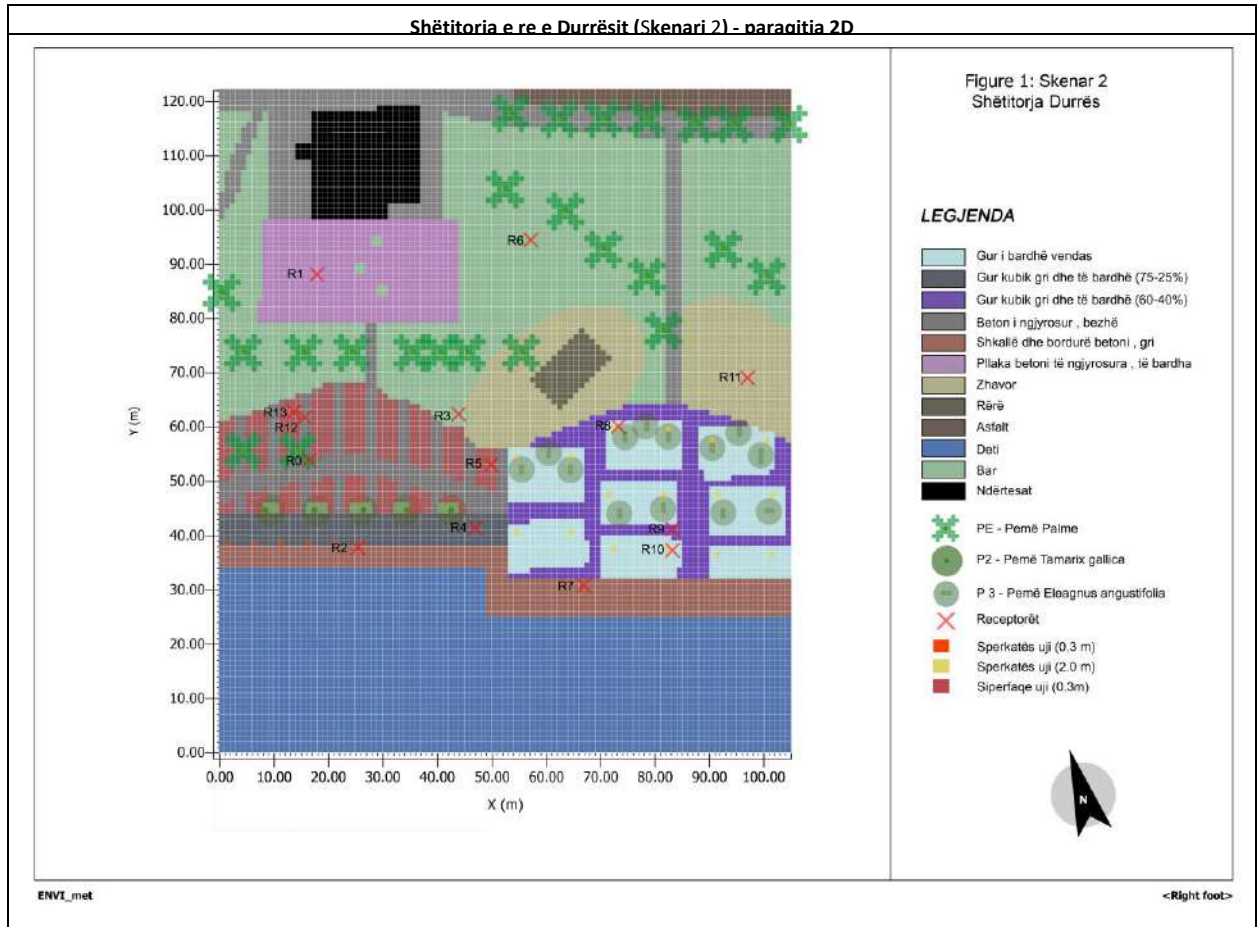 Shëtitorja e re e Durrësit (Skenari 2) - paraqitja 2D
Figure 1: Skenar 2
Shëtitorja Durrës
LEGJENDA
Gur i bardhë vendas
Gur kubik gri dhe të bardhë (75-25%)
Gur kubik gri dhe të bardhë (60-40%)
Beton i ngjyrosur , bezhë
Shkallë dhe bordurë betoni , gri
Pllaka betoni të ngjyrosura , të bardha
Zhavor
Rërë
Asfalt
Deti
Bar
Ndërtesat
PE - Pemë Palme
P2 - Pemë Tamarix gallica
P 3 - Pemë Eleagnus angustifolia
Receptorët
Sperkatës uji (0.3 m)
Sperkatës uji (2.0 m)
Siperfaqe uji (0.3m)
N
120.00
110.00
100.00
90.00
80.00
70.00
60.00
50.00
40.00
30.00
20.00
10.00
0.00
Y (m)
R6
R1
R11
R13
R3
R12
R8
R0
R5
R4
R9
R2
R10
R7
0.00 10.00 20.00 30.00 40.00 50.00 60.00 70.00 80.00 90.00 100.00
X (m)
ENVI_met
<Right foot>